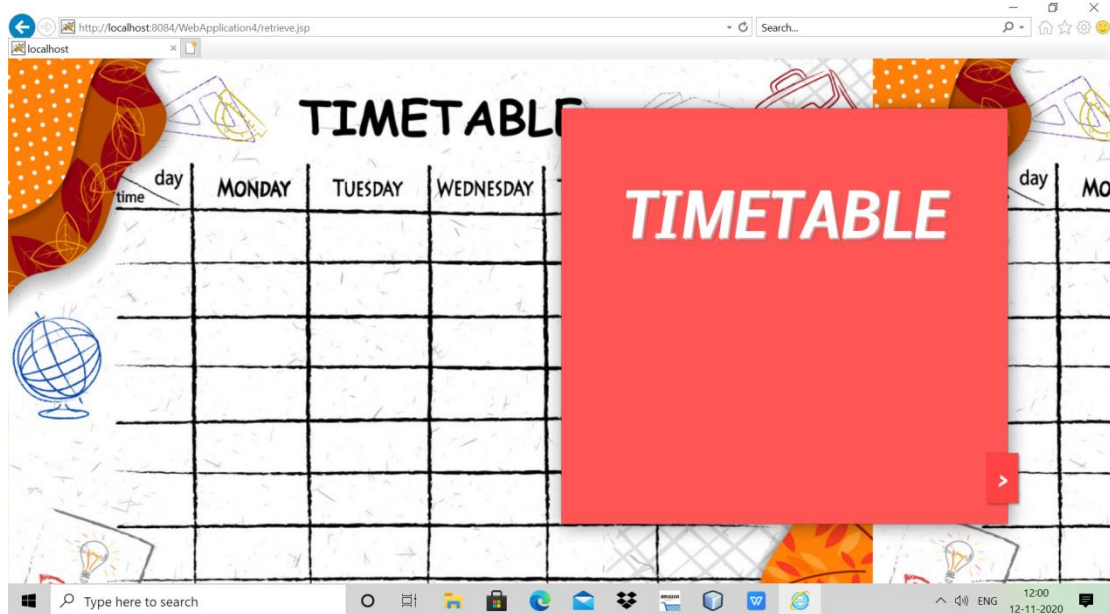 http://localhost:8084/WebApplication4/retrieve.jsp
Search...
localhost
TIMETABL
day
time
MONDAY
TUESDAY
WEDNESDAY
TIMETABLE
day
MO
>
Type here to search
amazon
W
ENG
12:00
12-11-2020